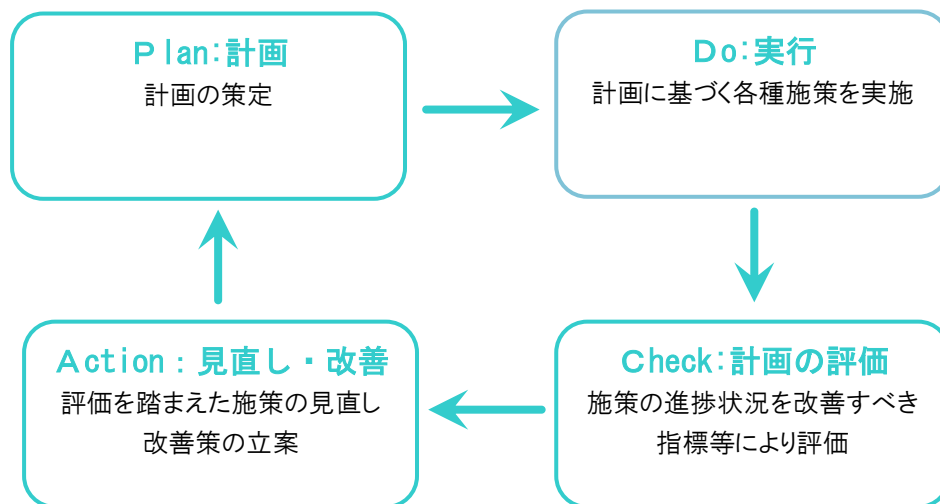 Plan:計画
計画の策定
Do:実行
計画に基づく各種施策を実施
Action:見直し・改善
評価を踏まえた施策の見直し
改善策の立案
Check:計画の評価
施策の進捗状況を改善すべき
指標等により評価